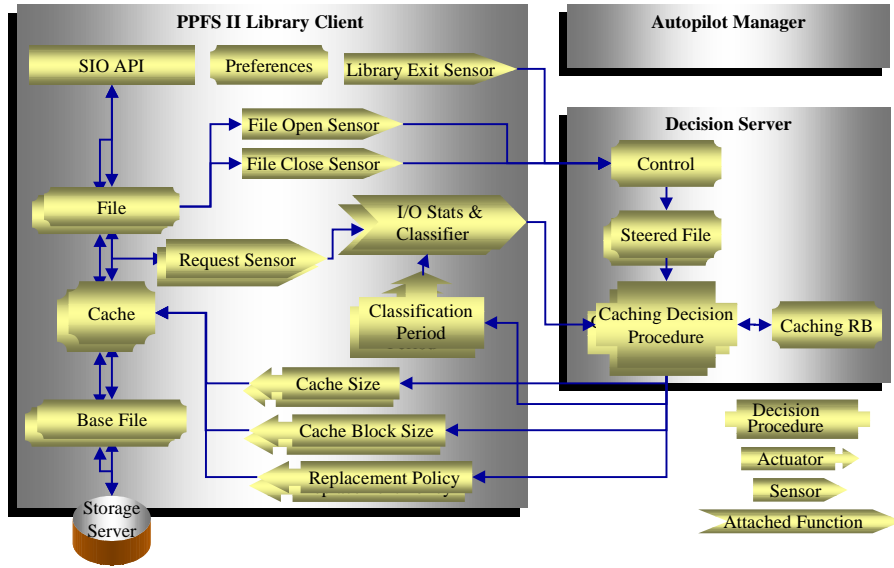 PPFS II Library Client
Autopilot Manager
SIO API
Preferences
Library Exit Sensor
File Open Sensor
Decision Server
File Close Sensor
Control
File
I/O Stats &
Classifier
Steered File
Request Sensor
Cache
Classification
Period
Caching Decision
Procedure
Caching RB
Cache Size
Base File
Cache Block Size
Replacement Policy
Storage
Server
Decision
Procedure
Actuator
Sensor
Attached Function